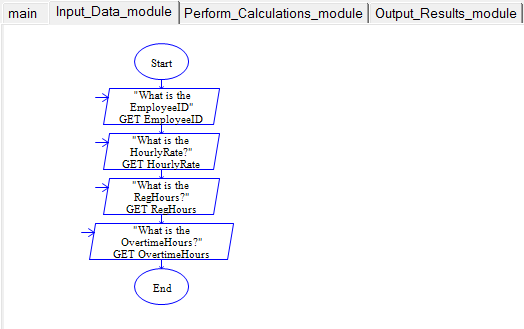 main Input_Data_module Perform_Calculations_module Output_Results_module
Start
"What is the
EmployeeID"
GET EmployeeID
"What is the
HourlyRate?"
GET HourlyRate
"What is the
RegHours?"
GET RegHours
"What is the
OvertimeHours?"
GET OvertimeHours
End